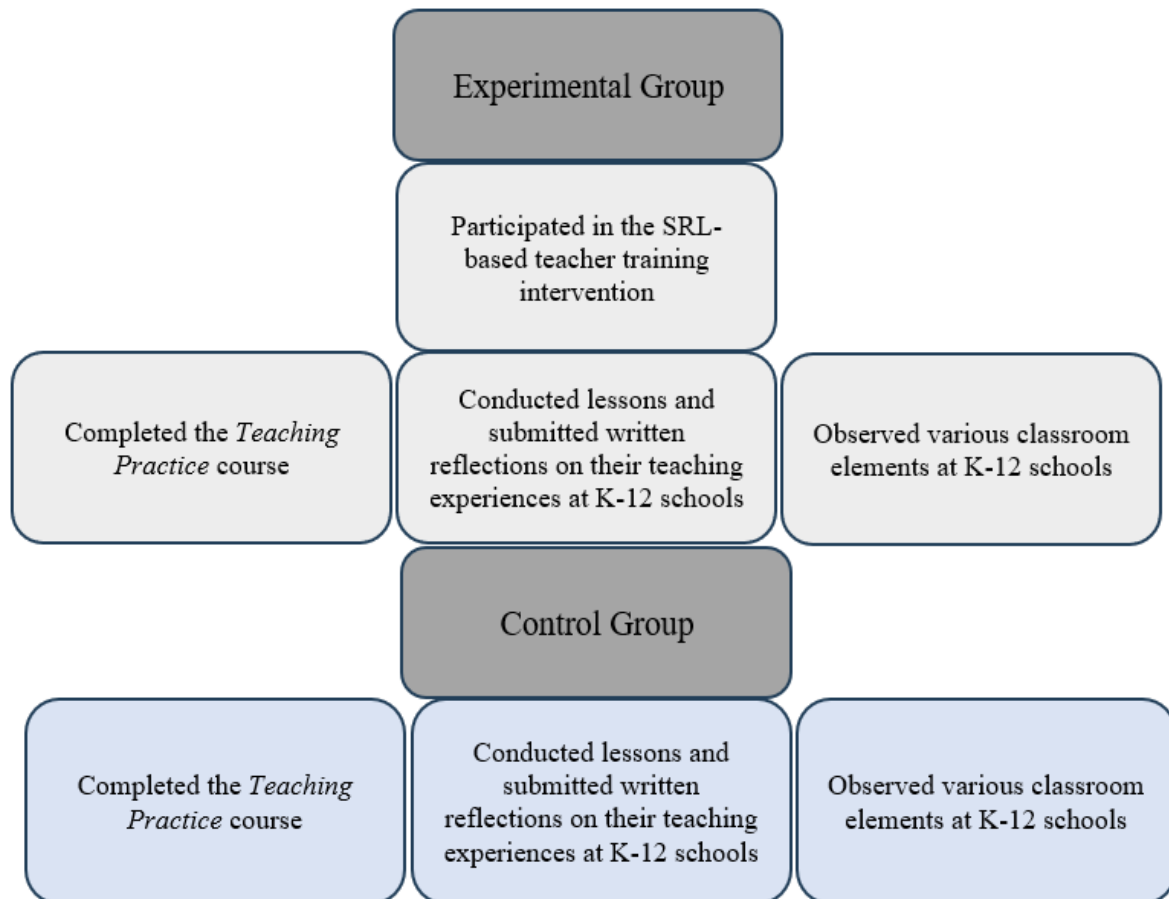 Experimental Group
Participated in the SRL-
based teacher training
intervention
Completed the Teaching
Practice course
Conducted lessons and
submitted written
reflections on their teaching
experiences at K-12 schools
Observed various classroom
elements at K-12 schools
Control Group
Completed the Teaching
Practice course
Conducted lessons and
submitted written
reflections on their teaching
experiences at K-12 schools
Observed various classroom
elements at K-12 schools